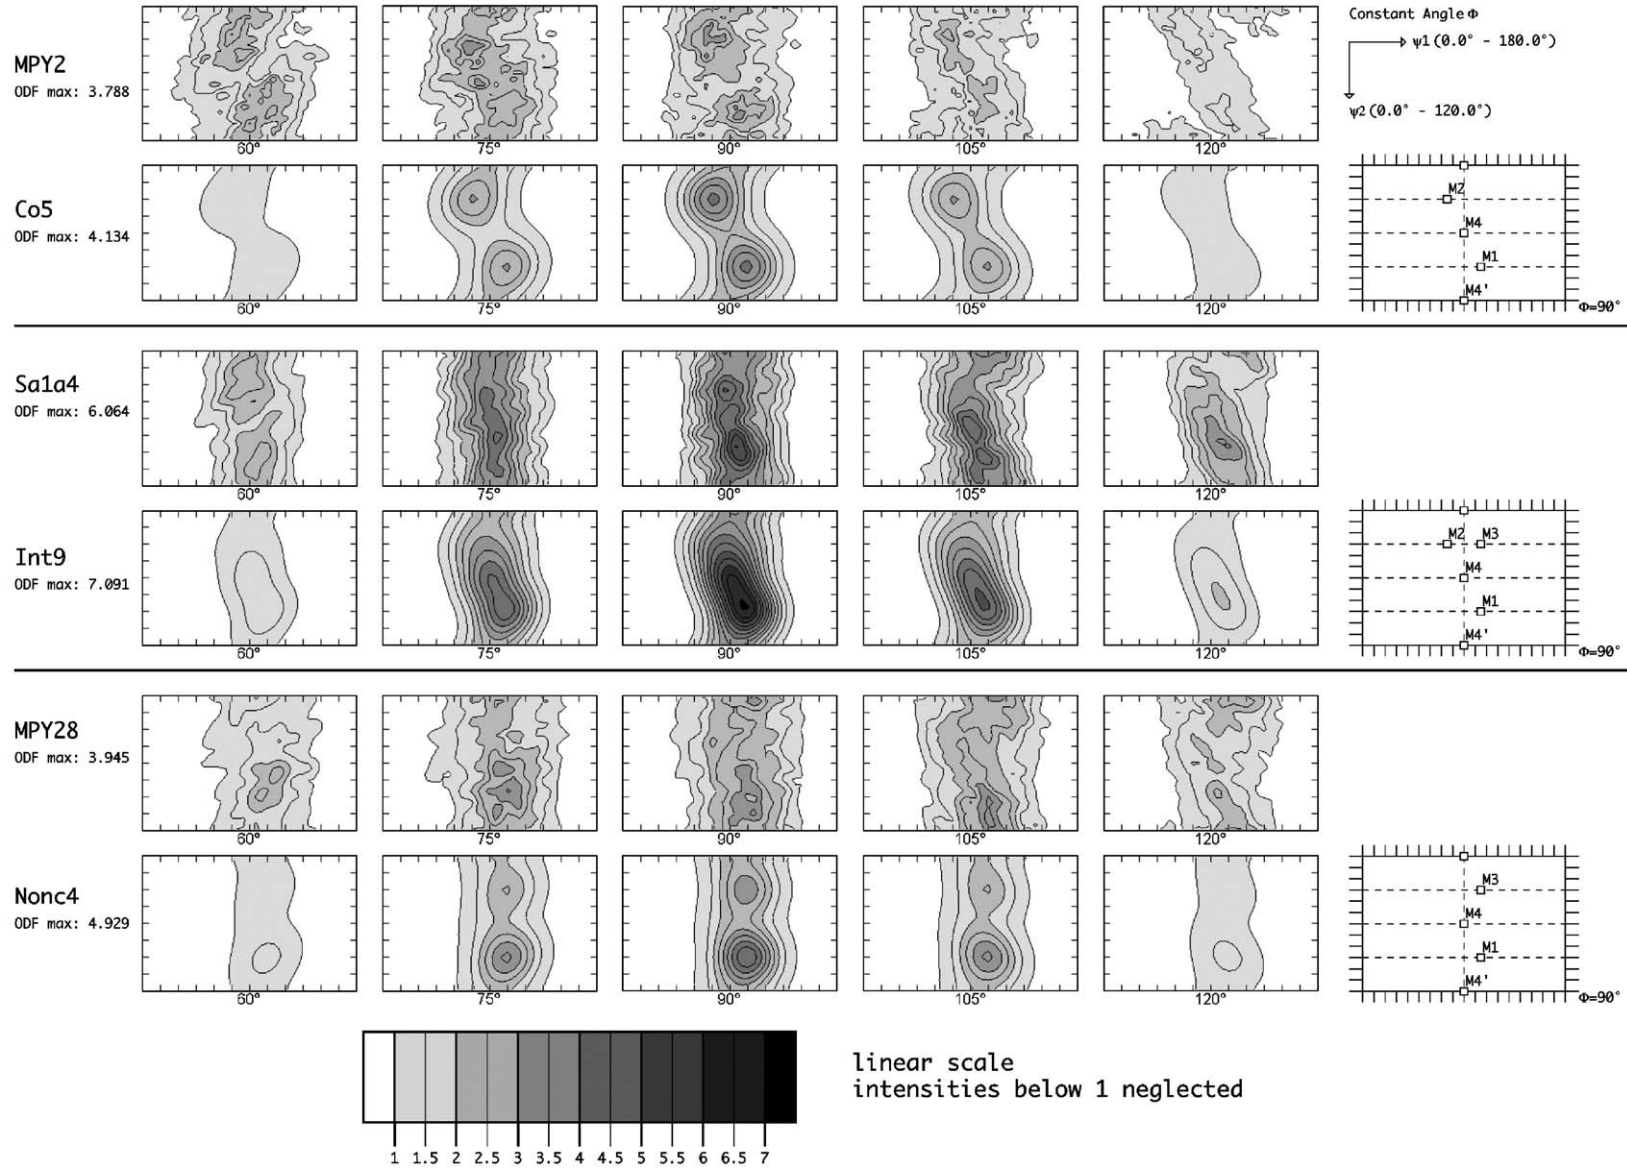 Constant Angle Φ
ψ1(0.0° - 180.0°)
ψ2(0.0° - 120.0°)
MPY2
ODF max: 3.788
60° 75° 90° 105° 120°
Co5
ODF max: 4.134
60° 75° 90° 105° 120°
M2
M4
M1
M4'
Φ=90°
Sa1a4
ODF max: 6.064
60° 75° 90° 105° 120°
Int9
ODF max: 7.091
60° 75° 90° 105° 120°
M2 M3
M4
M1
M4'
Φ=90°
MPY28
ODF max: 3.945
60° 75° 90° 105° 120°
Nonc4
ODF max: 4.929
60° 75° 90° 105° 120°
M3
M4
M1
M4'
Φ=90°
1 1.5 2 2.5 3 3.5 4 4.5 5 5.5 6 6.5 7
linear scale
intensities below 1 neglected